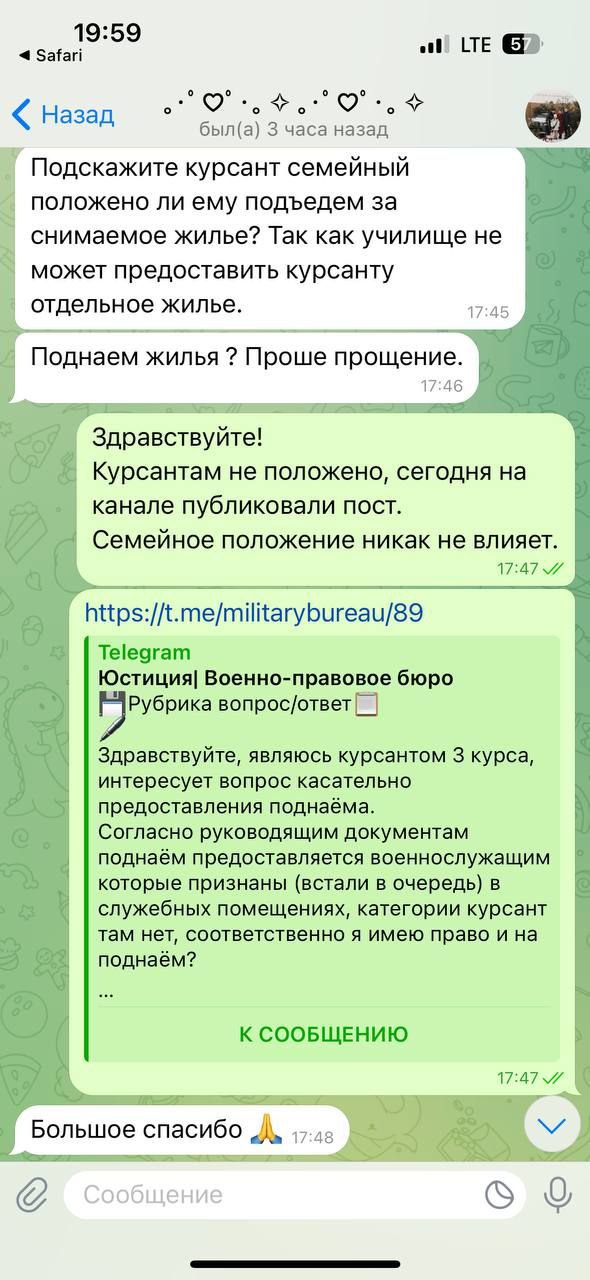 19:59
LTE
57
◀ Safari
Назад
｡･ﾟ♡ﾟ･｡✧｡･ﾟ♡ﾟ･｡✧
был(а) 3 часа назад
Подскажите курсант семейный
положено ли ему подъедем за
снимаемое жилье? Так как училище не
может предоставить курсанту
отдельное жилье.
17:45
Поднаем жилья ? Проше прощение.
17:46
Здравствуйте!
Курсантам не положено, сегодня на
канале публиковали пост.
Семейное положение никак не влияет.
17:47
https://t.me/militarybureau/89
Telegram
Юстиция| Военно-правовое бюро
💾Рубрика вопрос/ответ📋
🖊
Здравствуйте, являюсь курсантом 3 курса,
интересует вопрос касательно
предоставления поднаёма.
Согласно руководящим документам
поднаём предоставляется военнослужащим
которые признаны (встали в очередь) в
служебных помещениях, категории курсант
там нет, соответственно я имею право и на
поднаём?
...
К СООБЩЕНИЮ
17:47
Большое спасибо 🙏
17:48
Сообщение